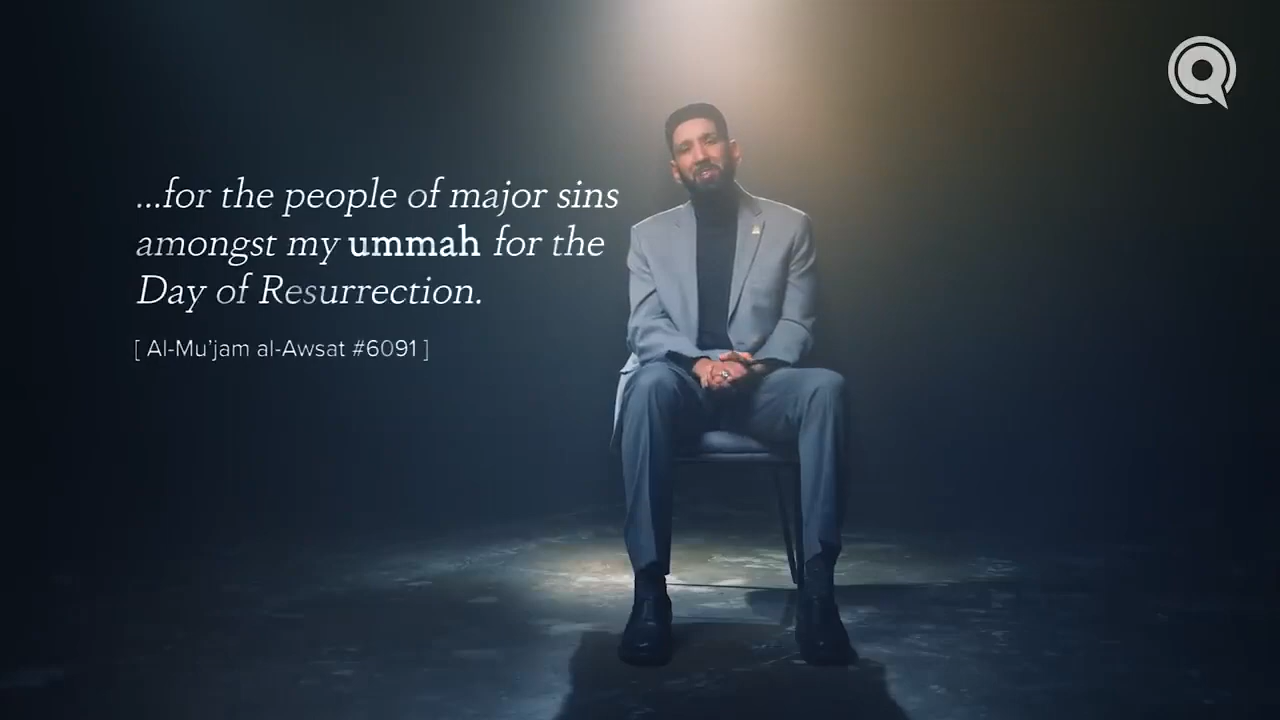 ...for the people of major sins
amongst my ummah for the
Day of Resurrection.
[ Al-Mu'jam al-Awsat #6091 ]